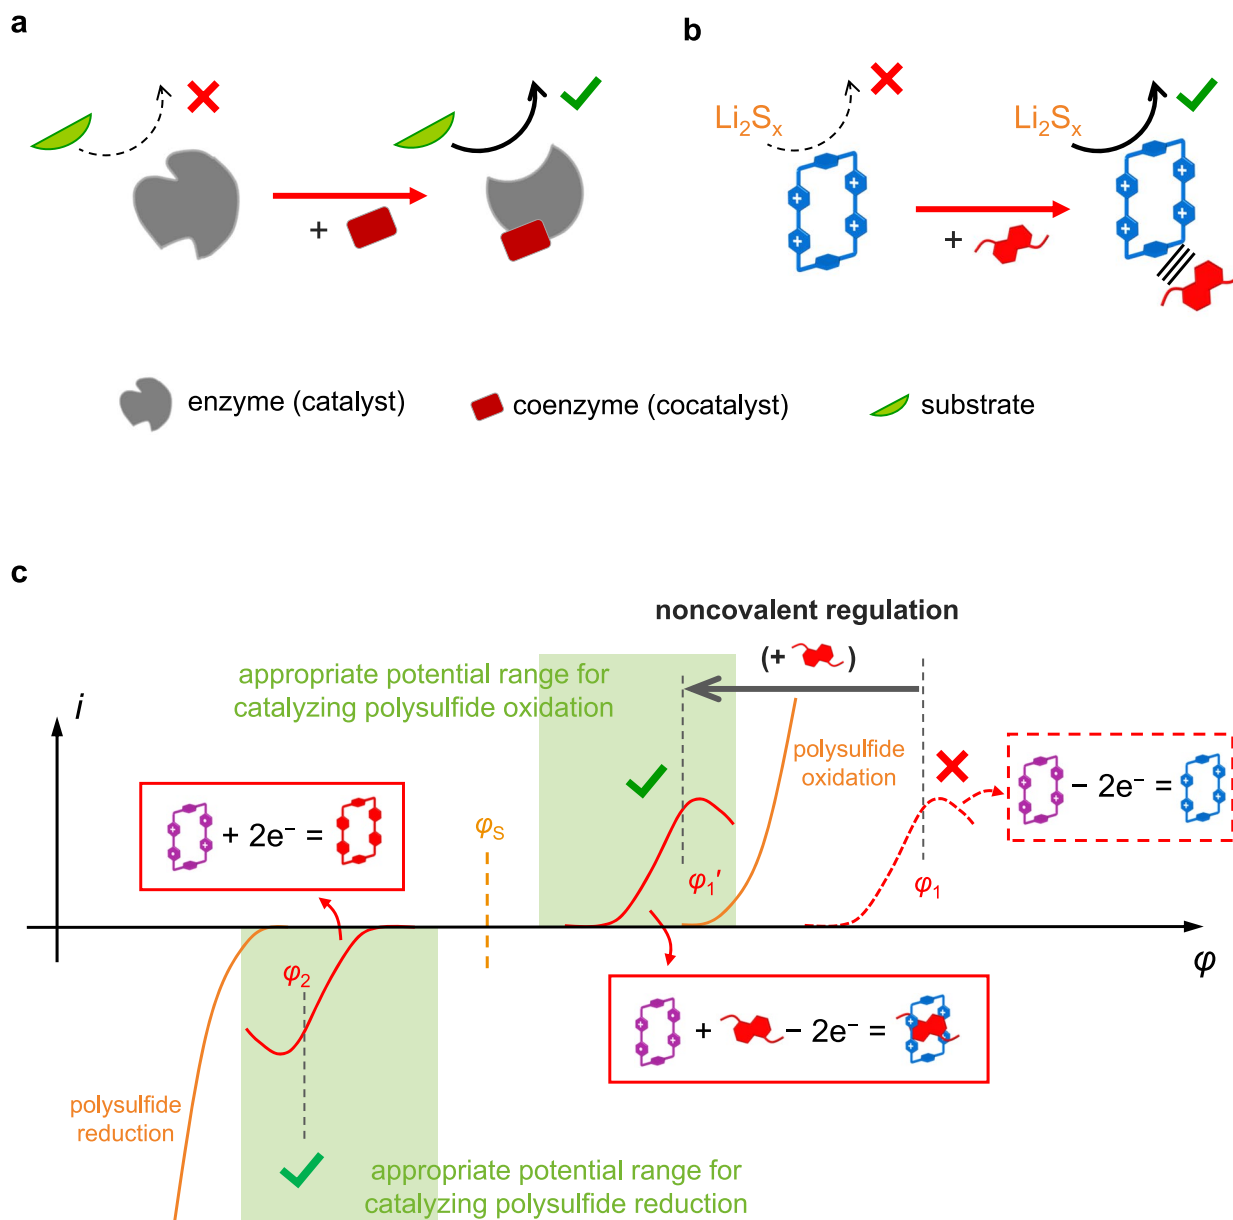 a
b
+
Li₂Sₓ
Li₂Sₓ
+
enzyme (catalyst)
coenzyme (cocatalyst)
substrate
c
noncovalent regulation
(+ )
appropriate potential range for
catalyzing polysulfide oxidation
i
polysulfide
oxidation
− 2e⁻ =
+ 2e⁻ =
φS
φ₁′
φ₁
φ
φ₂
+ − 2e⁻ =
polysulfide
reduction
appropriate potential range for
catalyzing polysulfide reduction